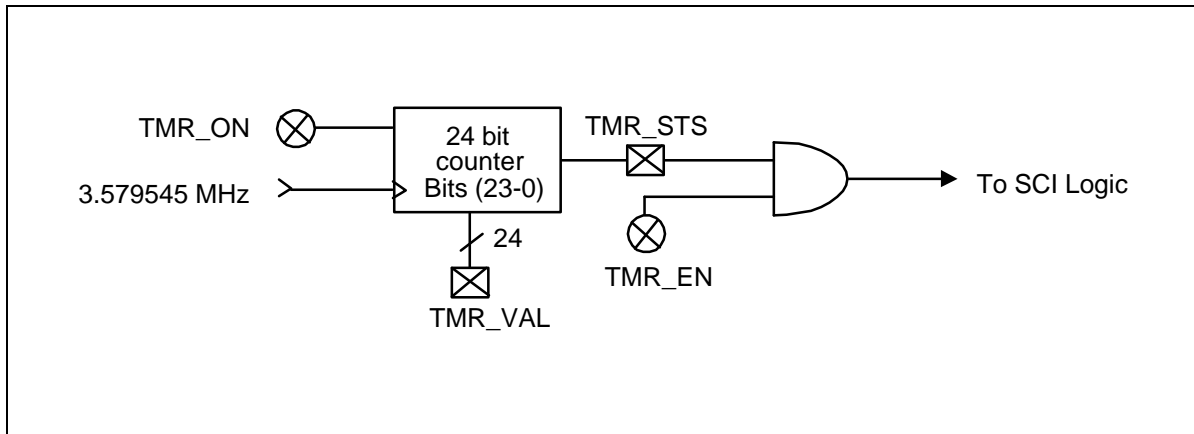 TMR_ON
3.579545 MHz
24 bit
counter
Bits (23-0)
24
TMR_VAL
TMR_STS
TMR_EN
To SCI Logic